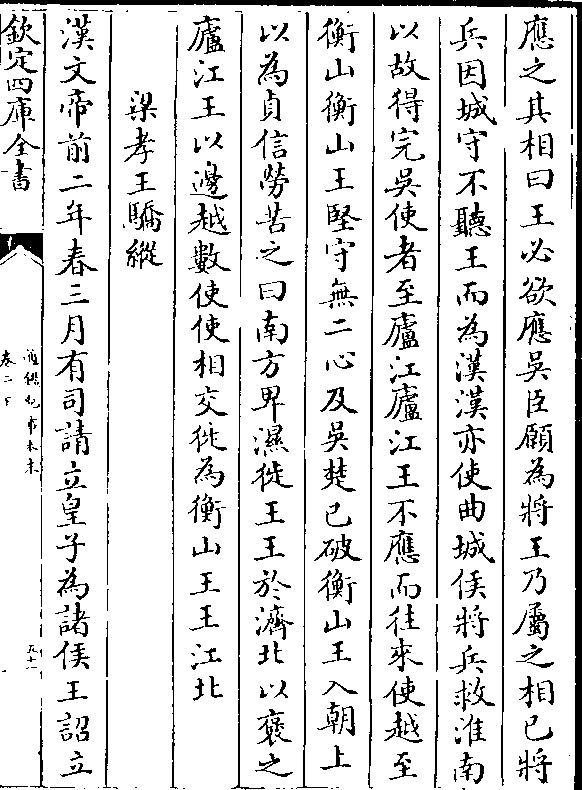 應之其相曰王必欲應吳臣願為將王乃屬之相已將
兵因城守不聽王而為漢漢亦使曲城侯將兵救淮南
以故得完吳使者至廬江廬江王不應而往來使越至
衡山衡山王堅守無二心及吳楚已破衡山王入朝上
以為貞信勞苦之曰南方卑濕徙王王於濟北以褒之
廬江王以邊越數使使相交徙為衡山王王江北
梁孝王驕縱
漢文帝前二年春三月有司請立皇子為諸侯王詔立
欽定四庫全書
通鑑紀事本末
卷二下
五十一